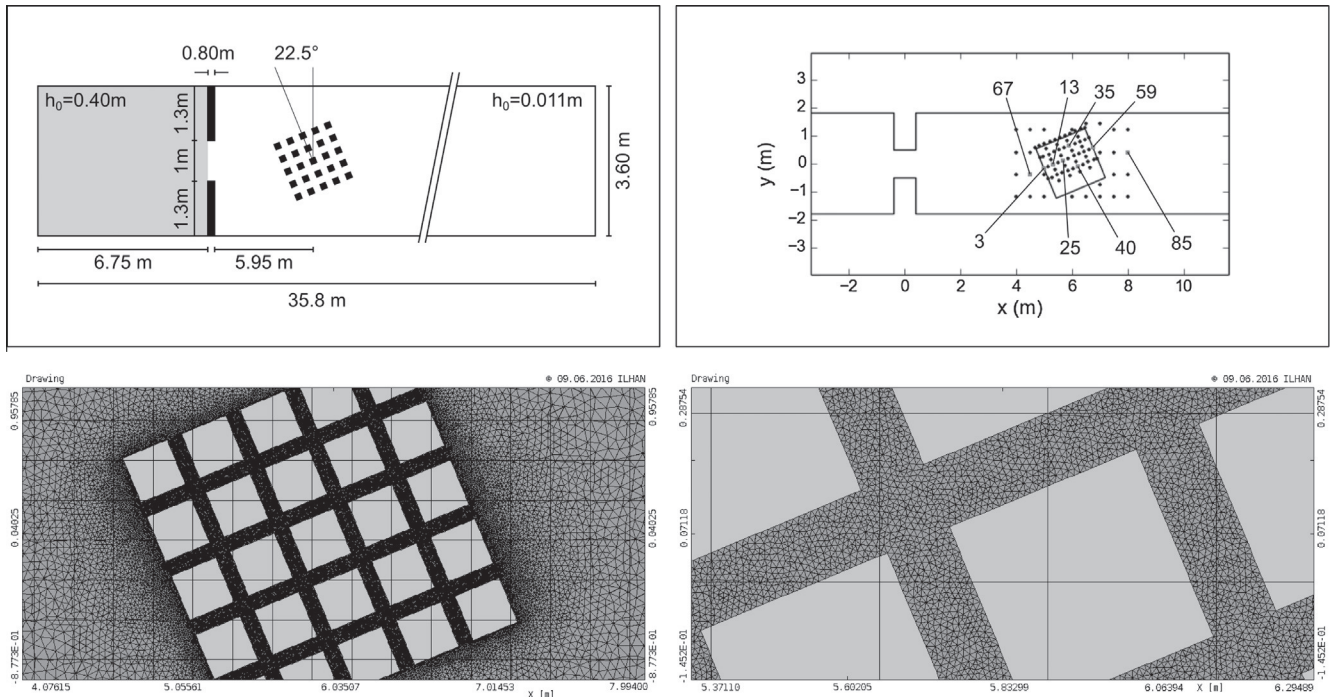 0.80m 22.5°
h₀=0.40m
h₀=0.011m
1.3m
1m
1.3m
3.60 m
6.75 m
5.95 m
35.8 m
67 13 35 59
3
2
1
0
−1
−2
−3
y (m)
3 25 40 85
−2 0 2 4 6 8 10
x (m)
Drawing
⊕ 09.06.2016 ILHAN
0.95785
0.04025
-8.773E-01
0.95785
0.04025
-8.773E-01
4.07615 5.05561 6.03507 7.01453 7.99400
X [m]
Drawing
⊕ 09.06.2016 ILHAN
0.28754
0.07118
-1.452E-01
0.28754
0.07118
-1.452E-01
5.37110 5.60205 5.83299 6.06394 X [m] 6.29489